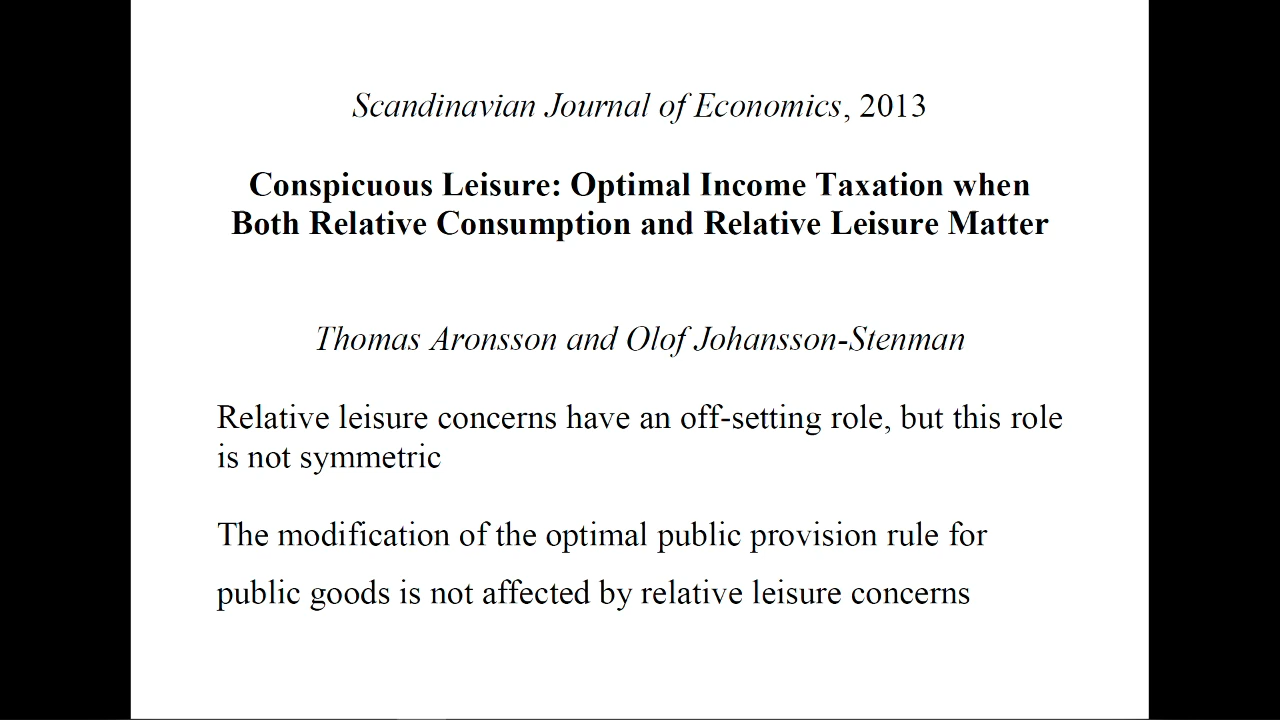 Scandinavian Journal of Economics, 2013
Conspicuous Leisure: Optimal Income Taxation when
Both Relative Consumption and Relative Leisure Matter
Thomas Aronsson and Olof Johansson-Stenman
Relative leisure concerns have an off-setting role, but this role
is not symmetric
The modification of the optimal public provision rule for
public goods is not affected by relative leisure concerns